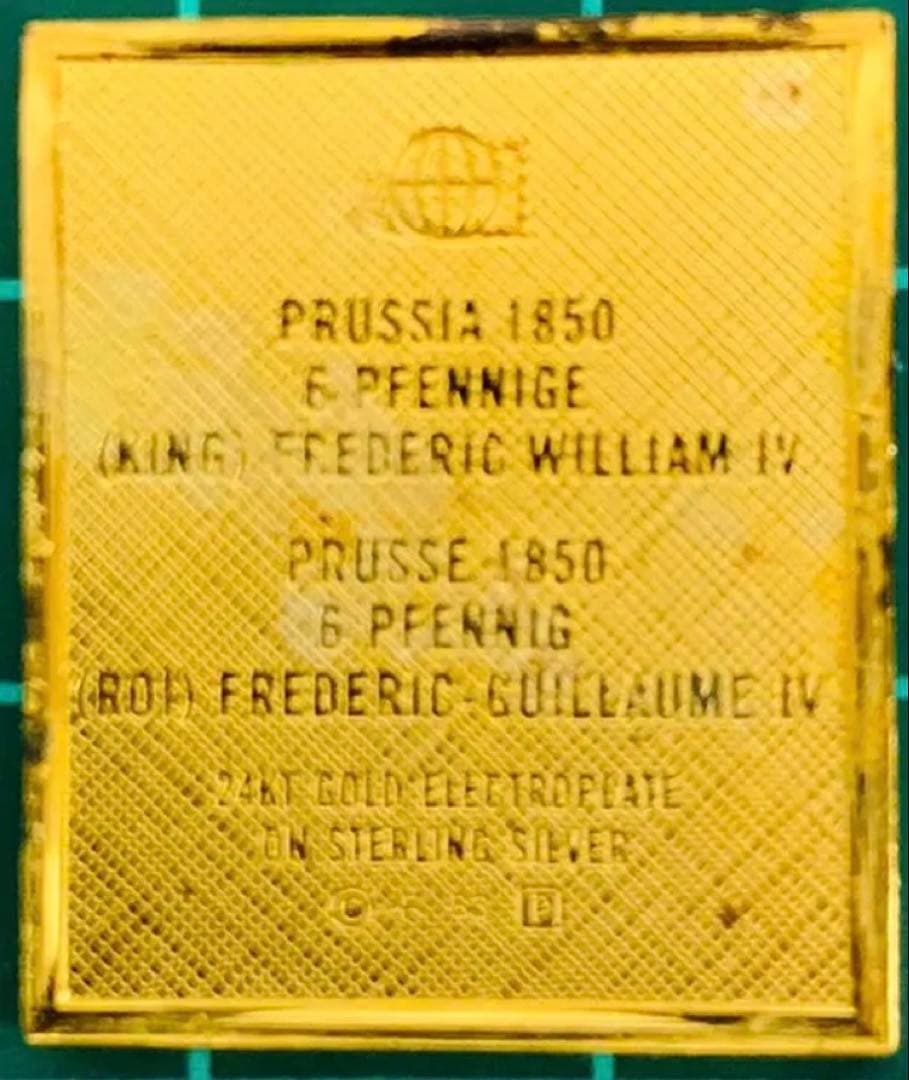 PRUSSIA 1850
6 PFENNIGE
(KING) FREDERIC WILLIAM IV
PRUSSE 1850
6 PFENNIG
(ROI) FREDERIC-GUILLAUME IV
24KT GOLD ELECTROPLATE
ON STERLING SILVER
© P